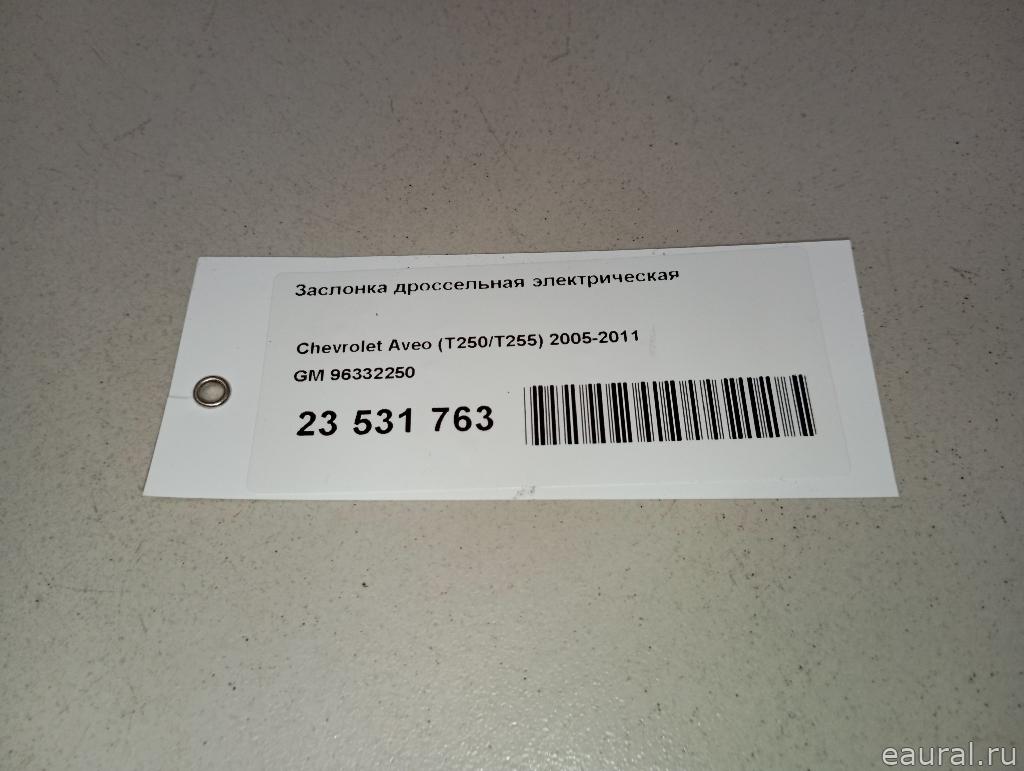 Заслонка дроссельная электрическая
Chevrolet Aveo (T250/T255) 2005-2011
GM 96332250
23 531 763
eaural.ru